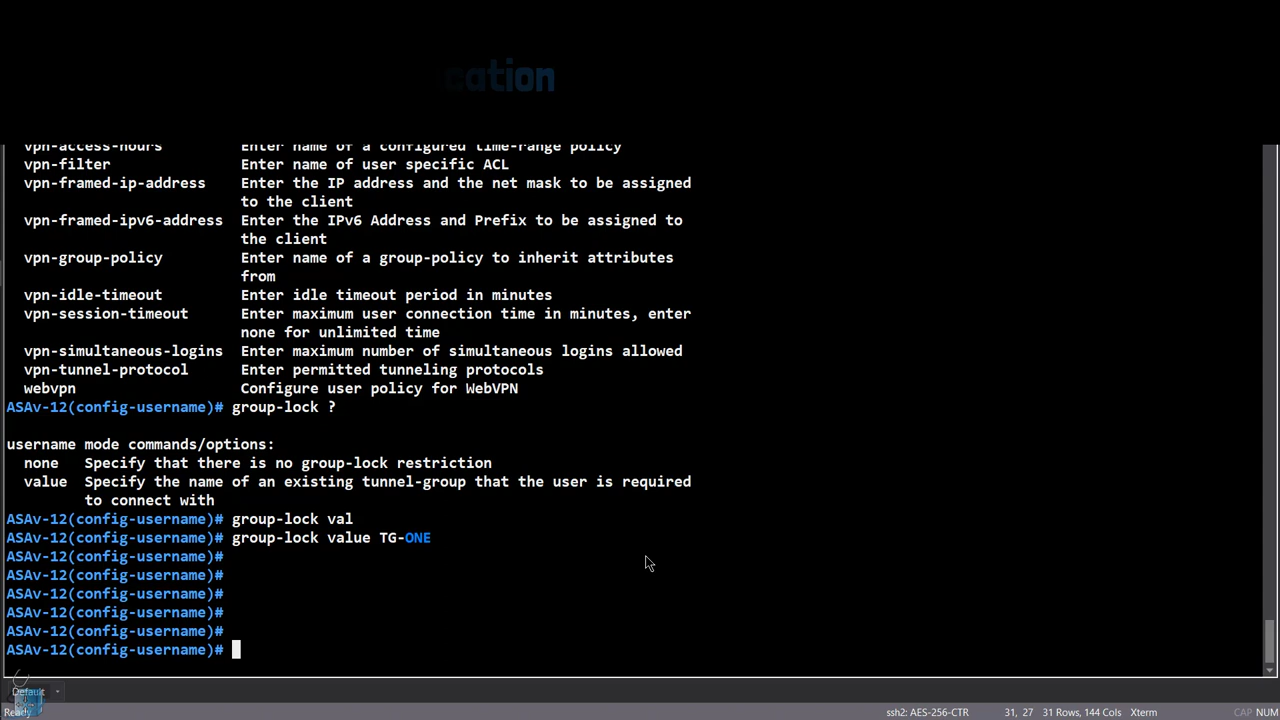 cation
vpn-access-hours Enter name of a configured time-range policy
vpn-filter Enter name of user specific ACL
vpn-framed-ip-address Enter the IP address and the net mask to be assigned
to the client
vpn-framed-ipv6-address Enter the IPv6 Address and Prefix to be assigned to
the client
vpn-group-policy Enter name of a group-policy to inherit attributes
from
vpn-idle-timeout Enter idle timeout period in minutes
vpn-session-timeout Enter maximum user connection time in minutes, enter
none for unlimited time
vpn-simultaneous-logins Enter maximum number of simultaneous logins allowed
vpn-tunnel-protocol Enter permitted tunneling protocols
webvpn Configure user policy for WebVPN
ASAv-12(config-username)# group-lock ?
username mode commands/options:
none Specify that there is no group-lock restriction
value Specify the name of an existing tunnel-group that the user is required
to connect with
ASAv-12(config-username)# group-lock val
ASAv-12(config-username)# group-lock value TG-ONE
ASAv-12(config-username)#
ASAv-12(config-username)#
ASAv-12(config-username)#
ASAv-12(config-username)#
ASAv-12(config-username)#
ASAv-12(config-username)#
Default
Ready ssh2: AES-256-CTR 31, 27 31 Rows, 144 Cols Xterm CAP NUM